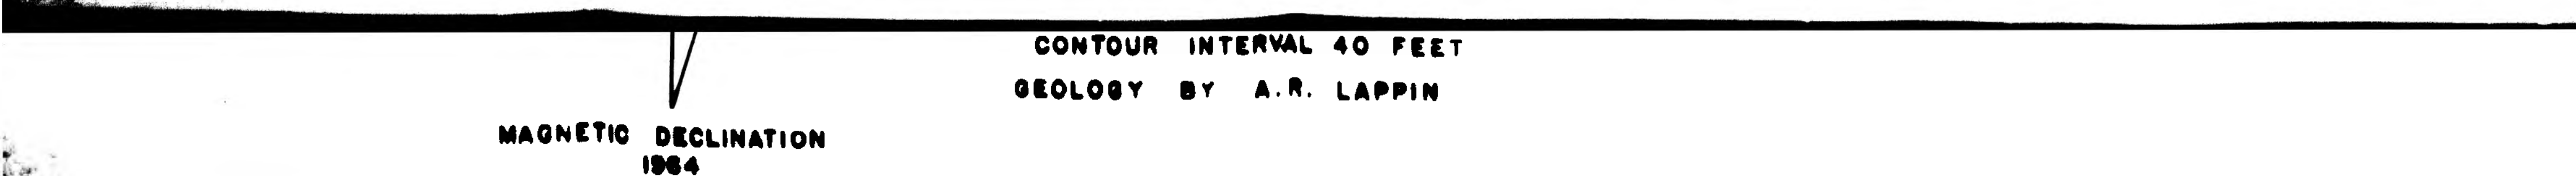 CONTOUR INTERVAL 40 FEET
GEOLOGY BY A.R. LAPPIN
MAGNETIC DECLINATION
1964